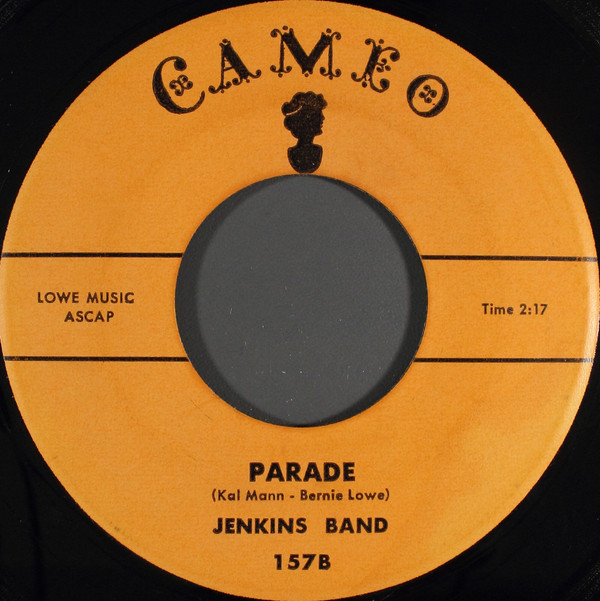 CAMEO
LOWE MUSIC
ASCAP
Time 2:17
PARADE
(Kal Mann - Bernie Lowe)
JENKINS BAND
157B